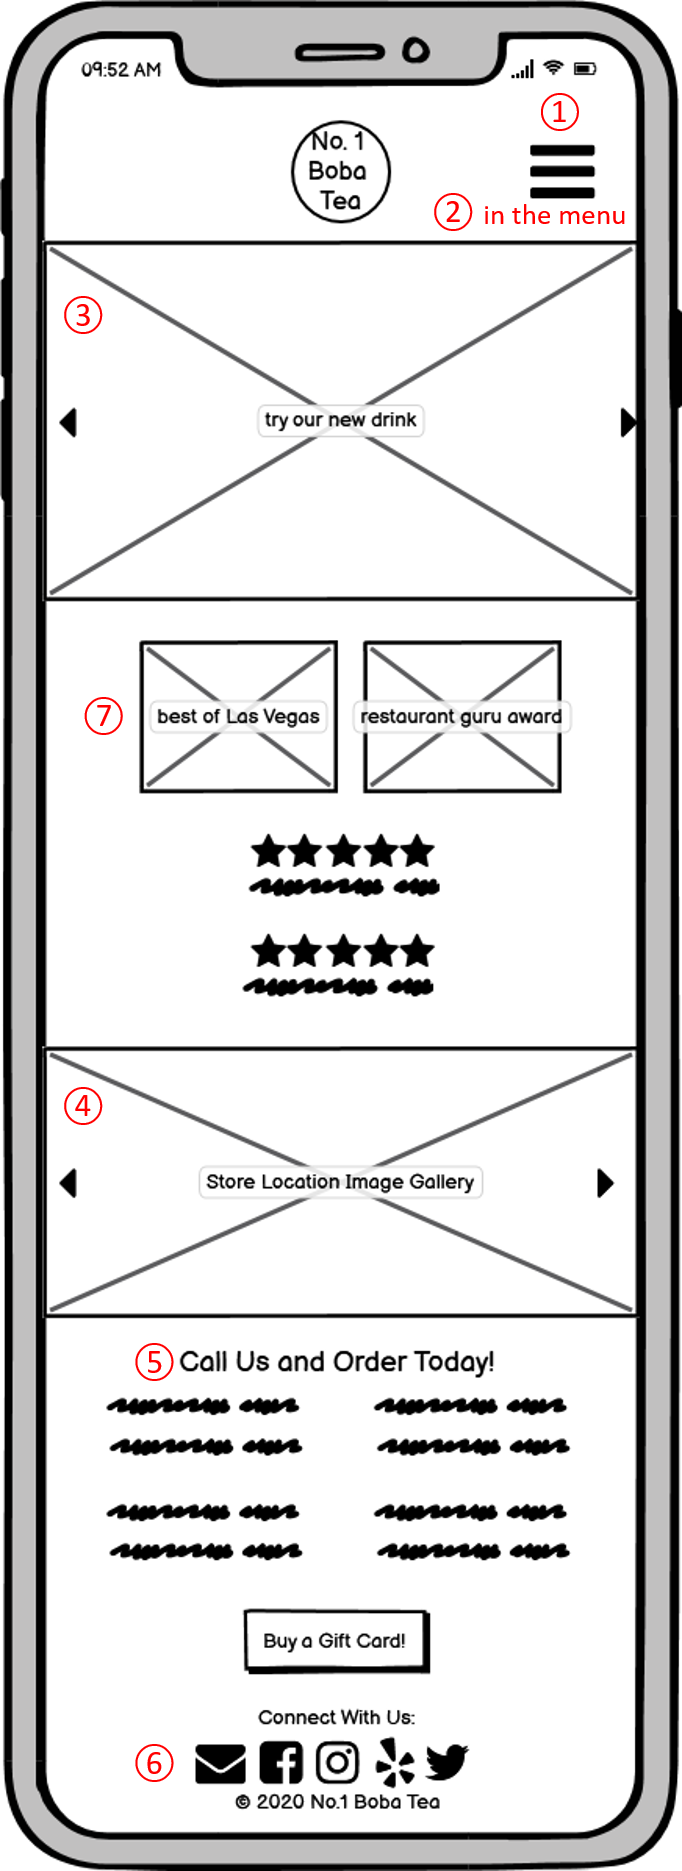 09:52 AM
①
No. 1
Boba
Tea
② in the menu
③
try our new drink
⑦
best of Las Vegas
restaurant guru award
④
Store Location Image Gallery
⑤ Call Us and Order Today!
Buy a Gift Card!
Connect With Us:
⑥
© 2020 No.1 Boba Tea